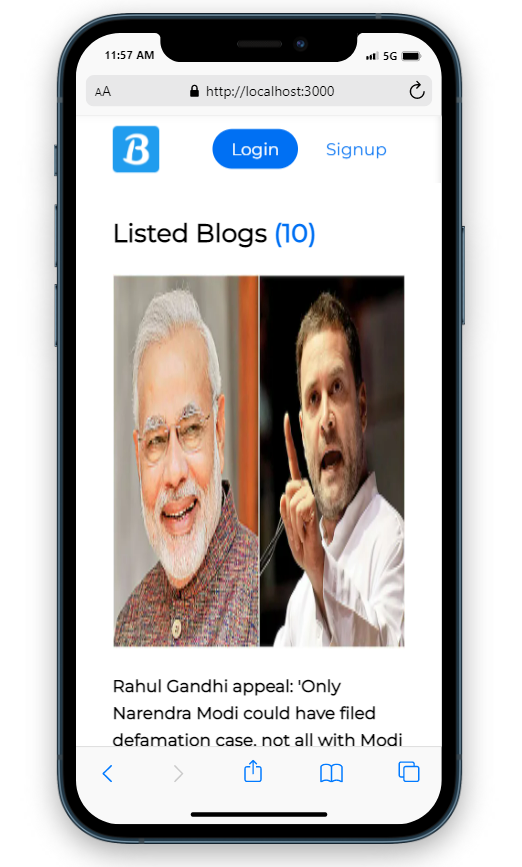 11:57 AM
5G
AA
http://localhost:3000
B
Login
Signup
Listed Blogs (10)
Rahul Gandhi appeal: 'Only
Narendra Modi could have filed
defamation case, not all with Modi